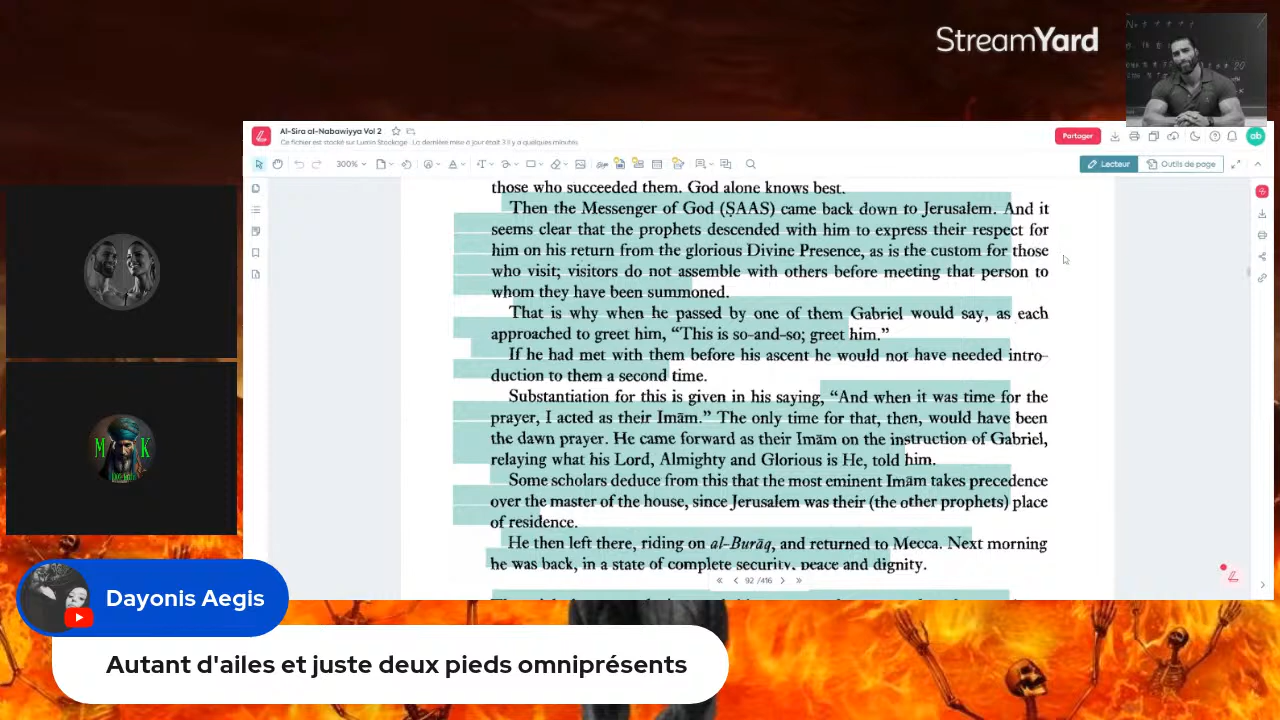 StreamYard
Al-Sira al-Nabawiyya Vol 2
Partager
ab
300%
Lecteur
Outils de page
those who succeeded them. God alone knows best.
Then the Messenger of God (ṢAAS) came back down to Jerusalem. And it
seems clear that the prophets descended with him to express their respect for
him on his return from the glorious Divine Presence, as is the custom for those
who visit; visitors do not assemble with others before meeting that person to
whom they have been summoned.
That is why when he passed by one of them Gabriel would say, as each
approached to greet him, “This is so-and-so; greet him.”
If he had met with them before his ascent he would not have needed intro-
duction to them a second time.
Substantiation for this is given in his saying, “And when it was time for the
prayer, I acted as their Imām.” The only time for that, then, would have been
the dawn prayer. He came forward as their Imām on the instruction of Gabriel,
relaying what his Lord, Almighty and Glorious is He, told him.
Some scholars deduce from this that the most eminent Imām takes precedence
over the master of the house, since Jerusalem was their (the other prophets) place
of residence.
He then left there, riding on al-Burāq, and returned to Mecca. Next morning
he was back, in a state of complete security, peace and dignity.
92 /416
M K
Dayonis Aegis
Autant d'ailes et juste deux pieds omniprésents